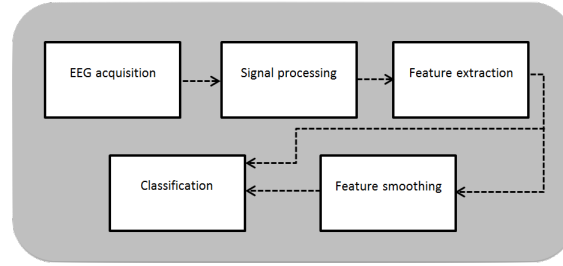 EEG acquisition
Signal processing
Feature extraction
Classification
Feature smoothing